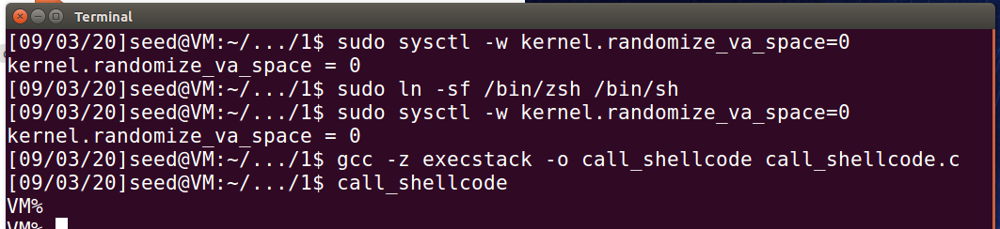 Terminal
[09/03/20]seed@VM:~/.../1$ sudo sysctl -w kernel.randomize_va_space=0
kernel.randomize_va_space = 0
[09/03/20]seed@VM:~/.../1$ sudo ln -sf /bin/zsh /bin/sh
[09/03/20]seed@VM:~/.../1$ sudo sysctl -w kernel.randomize_va_space=0
kernel.randomize_va_space = 0
[09/03/20]seed@VM:~/.../1$ gcc -z execstack -o call_shellcode call_shellcode.c
[09/03/20]seed@VM:~/.../1$ call_shellcode
VM%
VM%